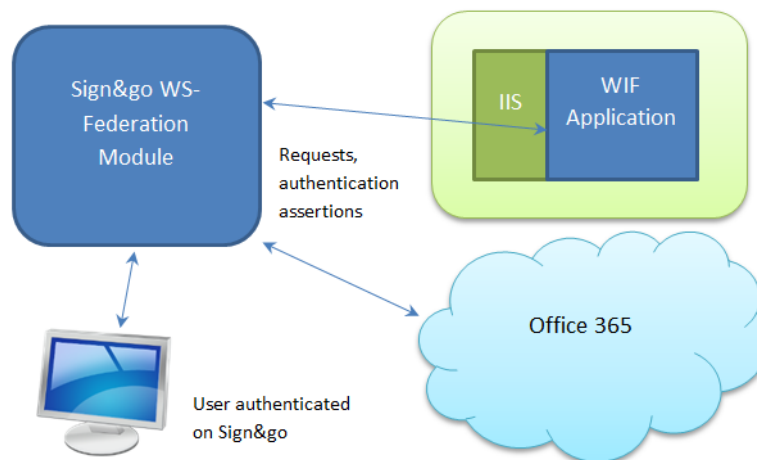 Sign&go WS-
Federation
Module
IIS
WIF
Application
Requests,
authentication
assertions
Office 365
User authenticated
on Sign&go